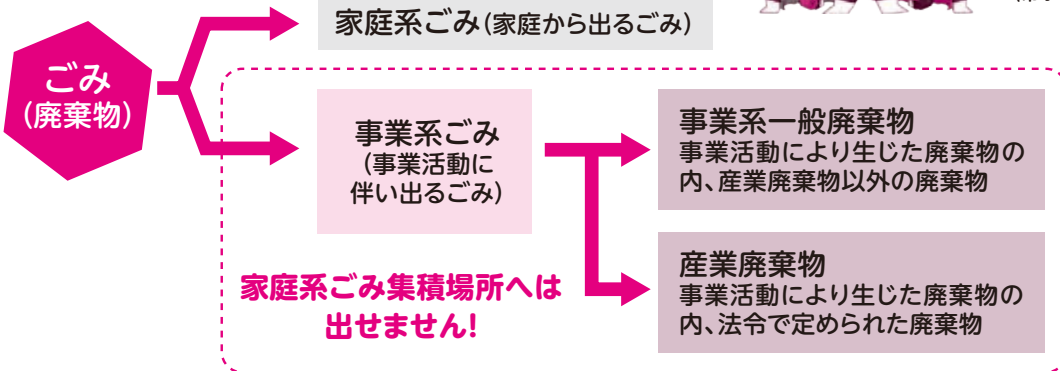 家庭系ごみ(家庭から出るごみ)
ごみ
(廃棄物)
事業系ごみ
(事業活動に
伴い出るごみ)
事業系一般廃棄物
事業活動により生じた廃棄物の
内、産業廃棄物以外の廃棄物
産業廃棄物
事業活動により生じた廃棄物の
内、法令で定められた廃棄物
家庭系ごみ集積場所へは
出せません!